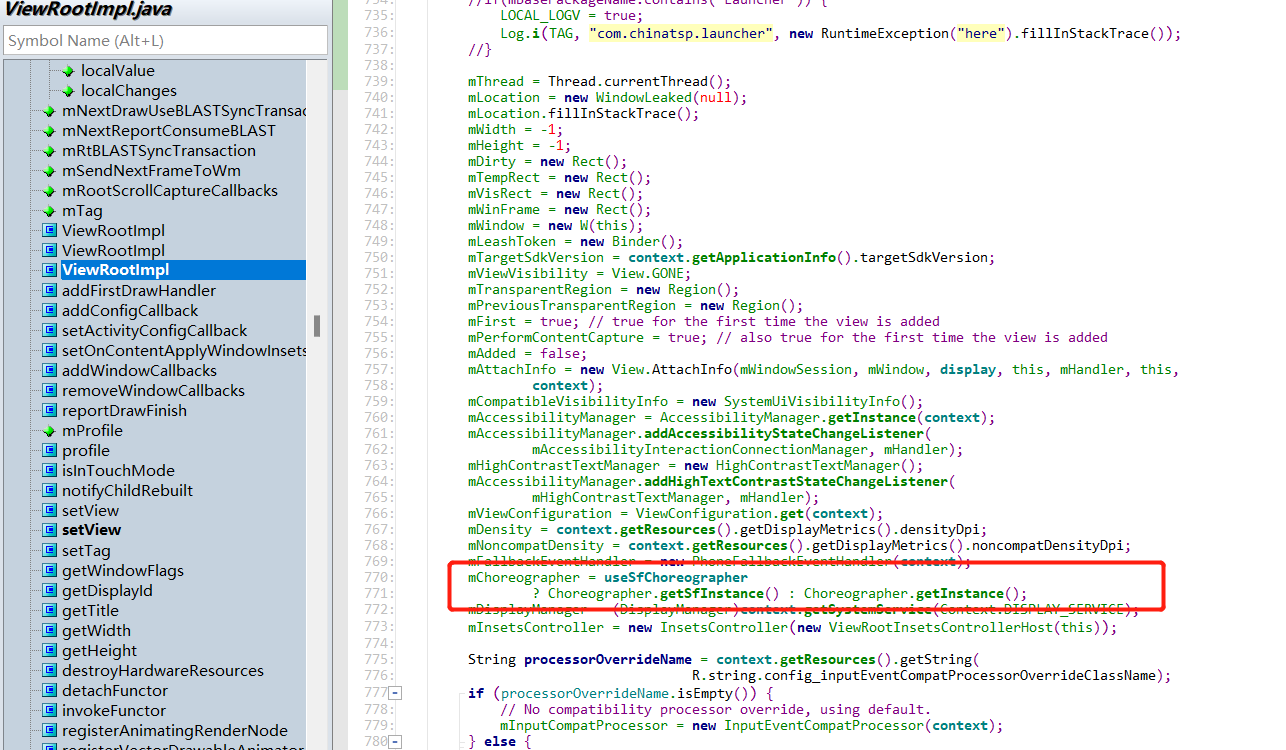 ViewRootImpl.java
Symbol Name (Alt+L)
localValue
localChanges
mNextDrawUseBLASTSyncTransac
mNextReportConsumeBLAST
mRtBLASTSyncTransaction
mSendNextFrameToWm
mRootScrollCaptureCallbacks
mTag
ViewRootImpl
ViewRootImpl
ViewRootImpl
addFirstDrawHandler
addConfigCallback
setActivityConfigCallback
setOnContentApplyWindowInsets
addWindowCallbacks
removeWindowCallbacks
reportDrawFinish
mProfile
profile
isInTouchMode
notifyChildRebuilt
setView
setView
setTag
getWindowFlags
getDisplayId
getTitle
getWidth
getHeight
destroyHardwareResources
detachFunctor
invokeFunctor
registerAnimatingRenderNode
registerVectorDrawableAnimator
734: //if(mBasePackageName.contains("Launcher")) {
735: LOCAL_LOGV = true;
736: Log.i(TAG, "com.chinatsp.launcher", new RuntimeException("here").fillInStackTrace());
737: //}
738:
739: mThread = Thread.currentThread();
740: mLocation = new WindowLeaked(null);
741: mLocation.fillInStackTrace();
742: mWidth = -1;
743: mHeight = -1;
744: mDirty = new Rect();
745: mTempRect = new Rect();
746: mVisRect = new Rect();
747: mWinFrame = new Rect();
748: mWindow = new W(this);
749: mLeashToken = new Binder();
750: mTargetSdkVersion = context.getApplicationInfo().targetSdkVersion;
751: mViewVisibility = View.GONE;
752: mTransparentRegion = new Region();
753: mPreviousTransparentRegion = new Region();
754: mFirst = true; // true for the first time the view is added
755: mPerformContentCapture = true; // also true for the first time the view is added
756: mAdded = false;
757: mAttachInfo = new View.AttachInfo(mWindowSession, mWindow, display, this, mHandler, this,
758: context);
759: mCompatibleVisibilityInfo = new SystemUiVisibilityInfo();
760: mAccessibilityManager = AccessibilityManager.getInstance(context);
761: mAccessibilityManager.addAccessibilityStateChangeListener(
762: mAccessibilityInteractionConnectionManager, mHandler);
763: mHighContrastTextManager = new HighContrastTextManager();
764: mAccessibilityManager.addHighTextContrastStateChangeListener(
765: mHighContrastTextManager, mHandler);
766: mViewConfiguration = ViewConfiguration.get(context);
767: mDensity = context.getResources().getDisplayMetrics().densityDpi;
768: mNoncompatDensity = context.getResources().getDisplayMetrics().noncompatDensityDpi;
769: mFallbackEventHandler = new PhoneFallbackEventHandler(context);
770: mChoreographer = useSfChoreographer
771: ? Choreographer.getSfInstance() : Choreographer.getInstance();
772: mDisplayManager = (DisplayManager)context.getSystemService(Context.DISPLAY_SERVICE);
773: mInsetsController = new InsetsController(new ViewRootInsetsControllerHost(this));
774:
775: String processorOverrideName = context.getResources().getString(
776: R.string.config_inputEventCompatProcessorOverrideClassName);
777 if (processorOverrideName.isEmpty()) {
778: // No compatibility processor override, using default.
779: mInputCompatProcessor = new InputEventCompatProcessor(context);
780 } else {